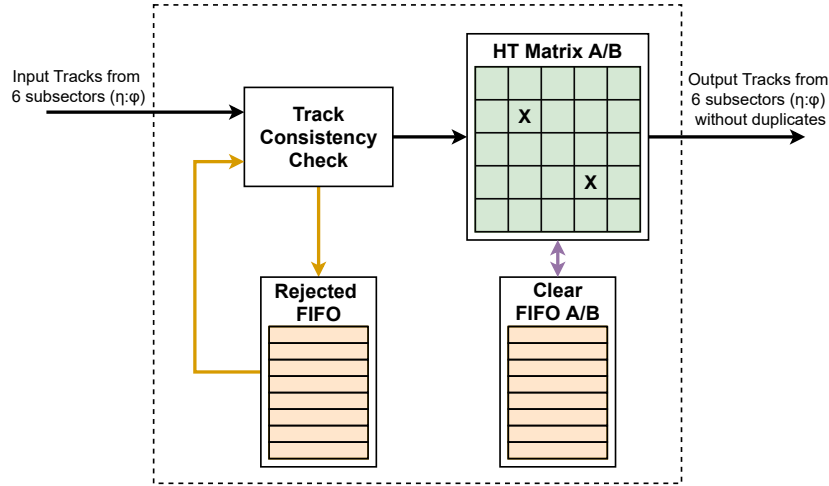 Input Tracks from
6 subsectors (η:φ)
Track
Consistency
Check
HT Matrix A/B
X
X
Output Tracks from
6 subsectors (η:φ)
without duplicates
Rejected
FIFO
Clear
FIFO A/B